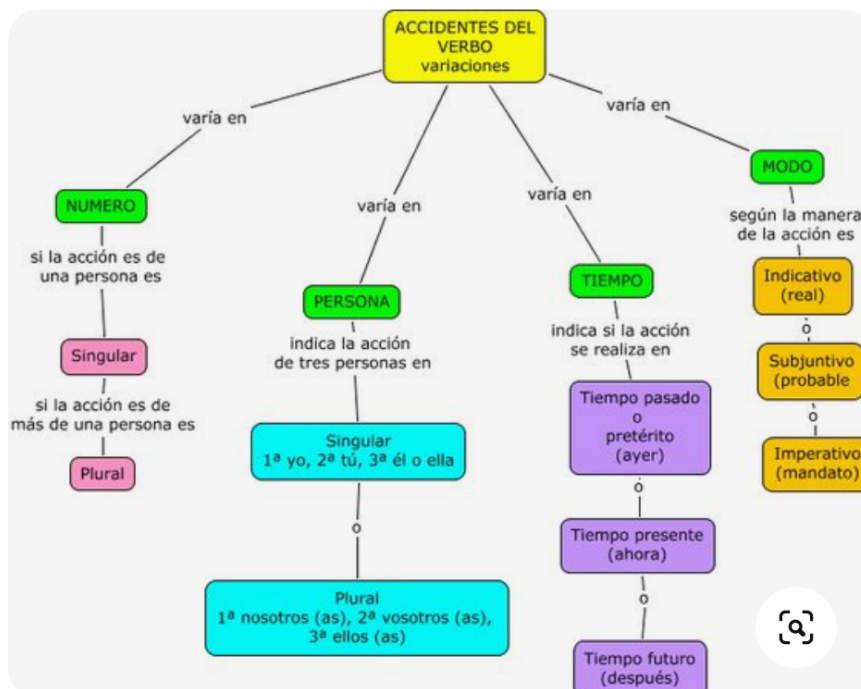 ACCIDENTES DEL
VERBO
variaciones
varía en
NUMERO
si la acción es de
una persona es
Singular
si la acción es de
más de una persona es
Plural
varía en
PERSONA
indica la acción
de tres personas en
Singular
1ª yo, 2ª tú, 3ª él o ella
o
Plural
1ª nosotros (as), 2ª vosotros (as),
3ª ellos (as)
varía en
TIEMPO
indica si la acción
se realiza en
Tiempo pasado
o
pretérito
(ayer)
o
Tiempo presente
(ahora)
o
Tiempo futuro
(después)
varía en
MODO
según la manera
de la acción es
Indicativo
(real)
o
Subjuntivo
(probable
o
Imperativo
(mandato)